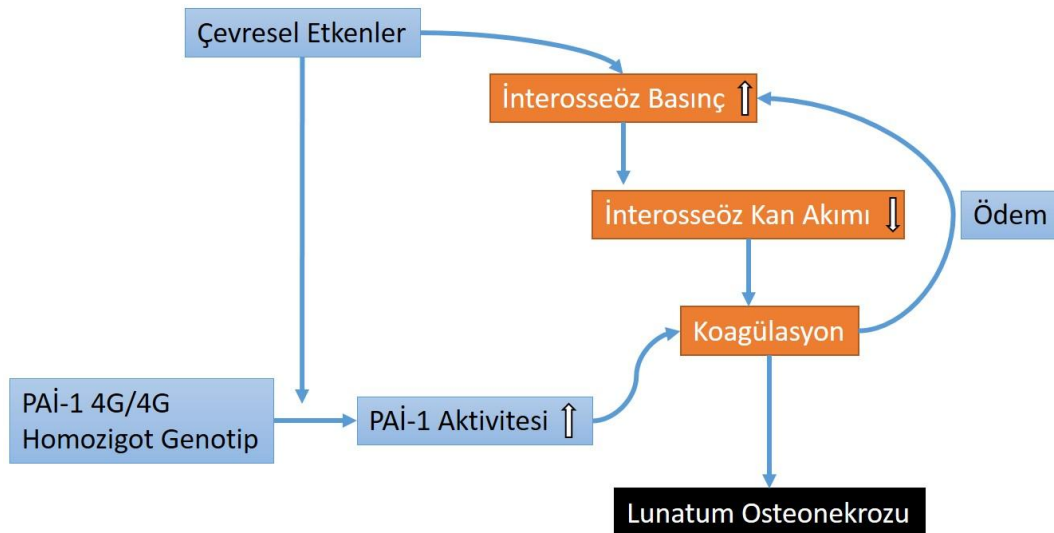 Çevresel Etkenler
İnterosseöz Basınç
İnterosseöz Kan Akımı
Ödem
Koagülasyon
PAİ-1 4G/4G
Homozigot Genotip
PAİ-1 Aktivitesi
Lunatum Osteonekrozu